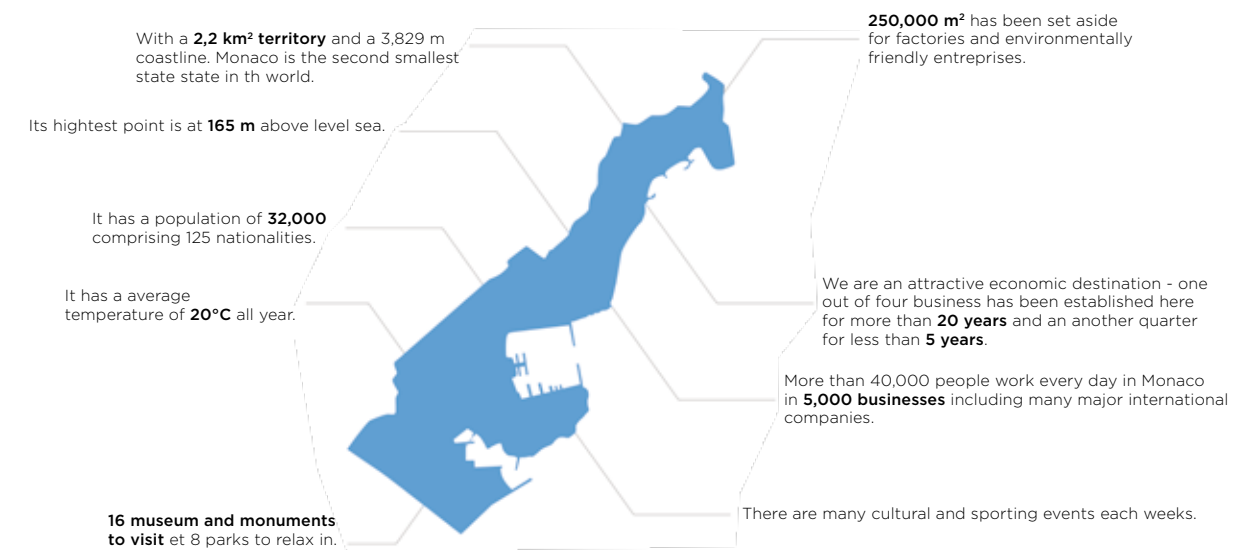 With a 2,2 km² territory and a 3,829 m
coastline. Monaco is the second smallest
state state in th world.
Its hightest point is at 165 m above level sea.
It has a population of 32,000
comprising 125 nationalities.
It has a average
temperature of 20°C all year.
16 museum and monuments
to visit et 8 parks to relax in.
250,000 m² has been set aside
for factories and environmentally
friendly entreprises.
We are an attractive economic destination - one
out of four business has been established here
for more than 20 years and an another quarter
for less than 5 years.
More than 40,000 people work every day in Monaco
in 5,000 businesses including many major international
companies.
There are many cultural and sporting events each weeks.